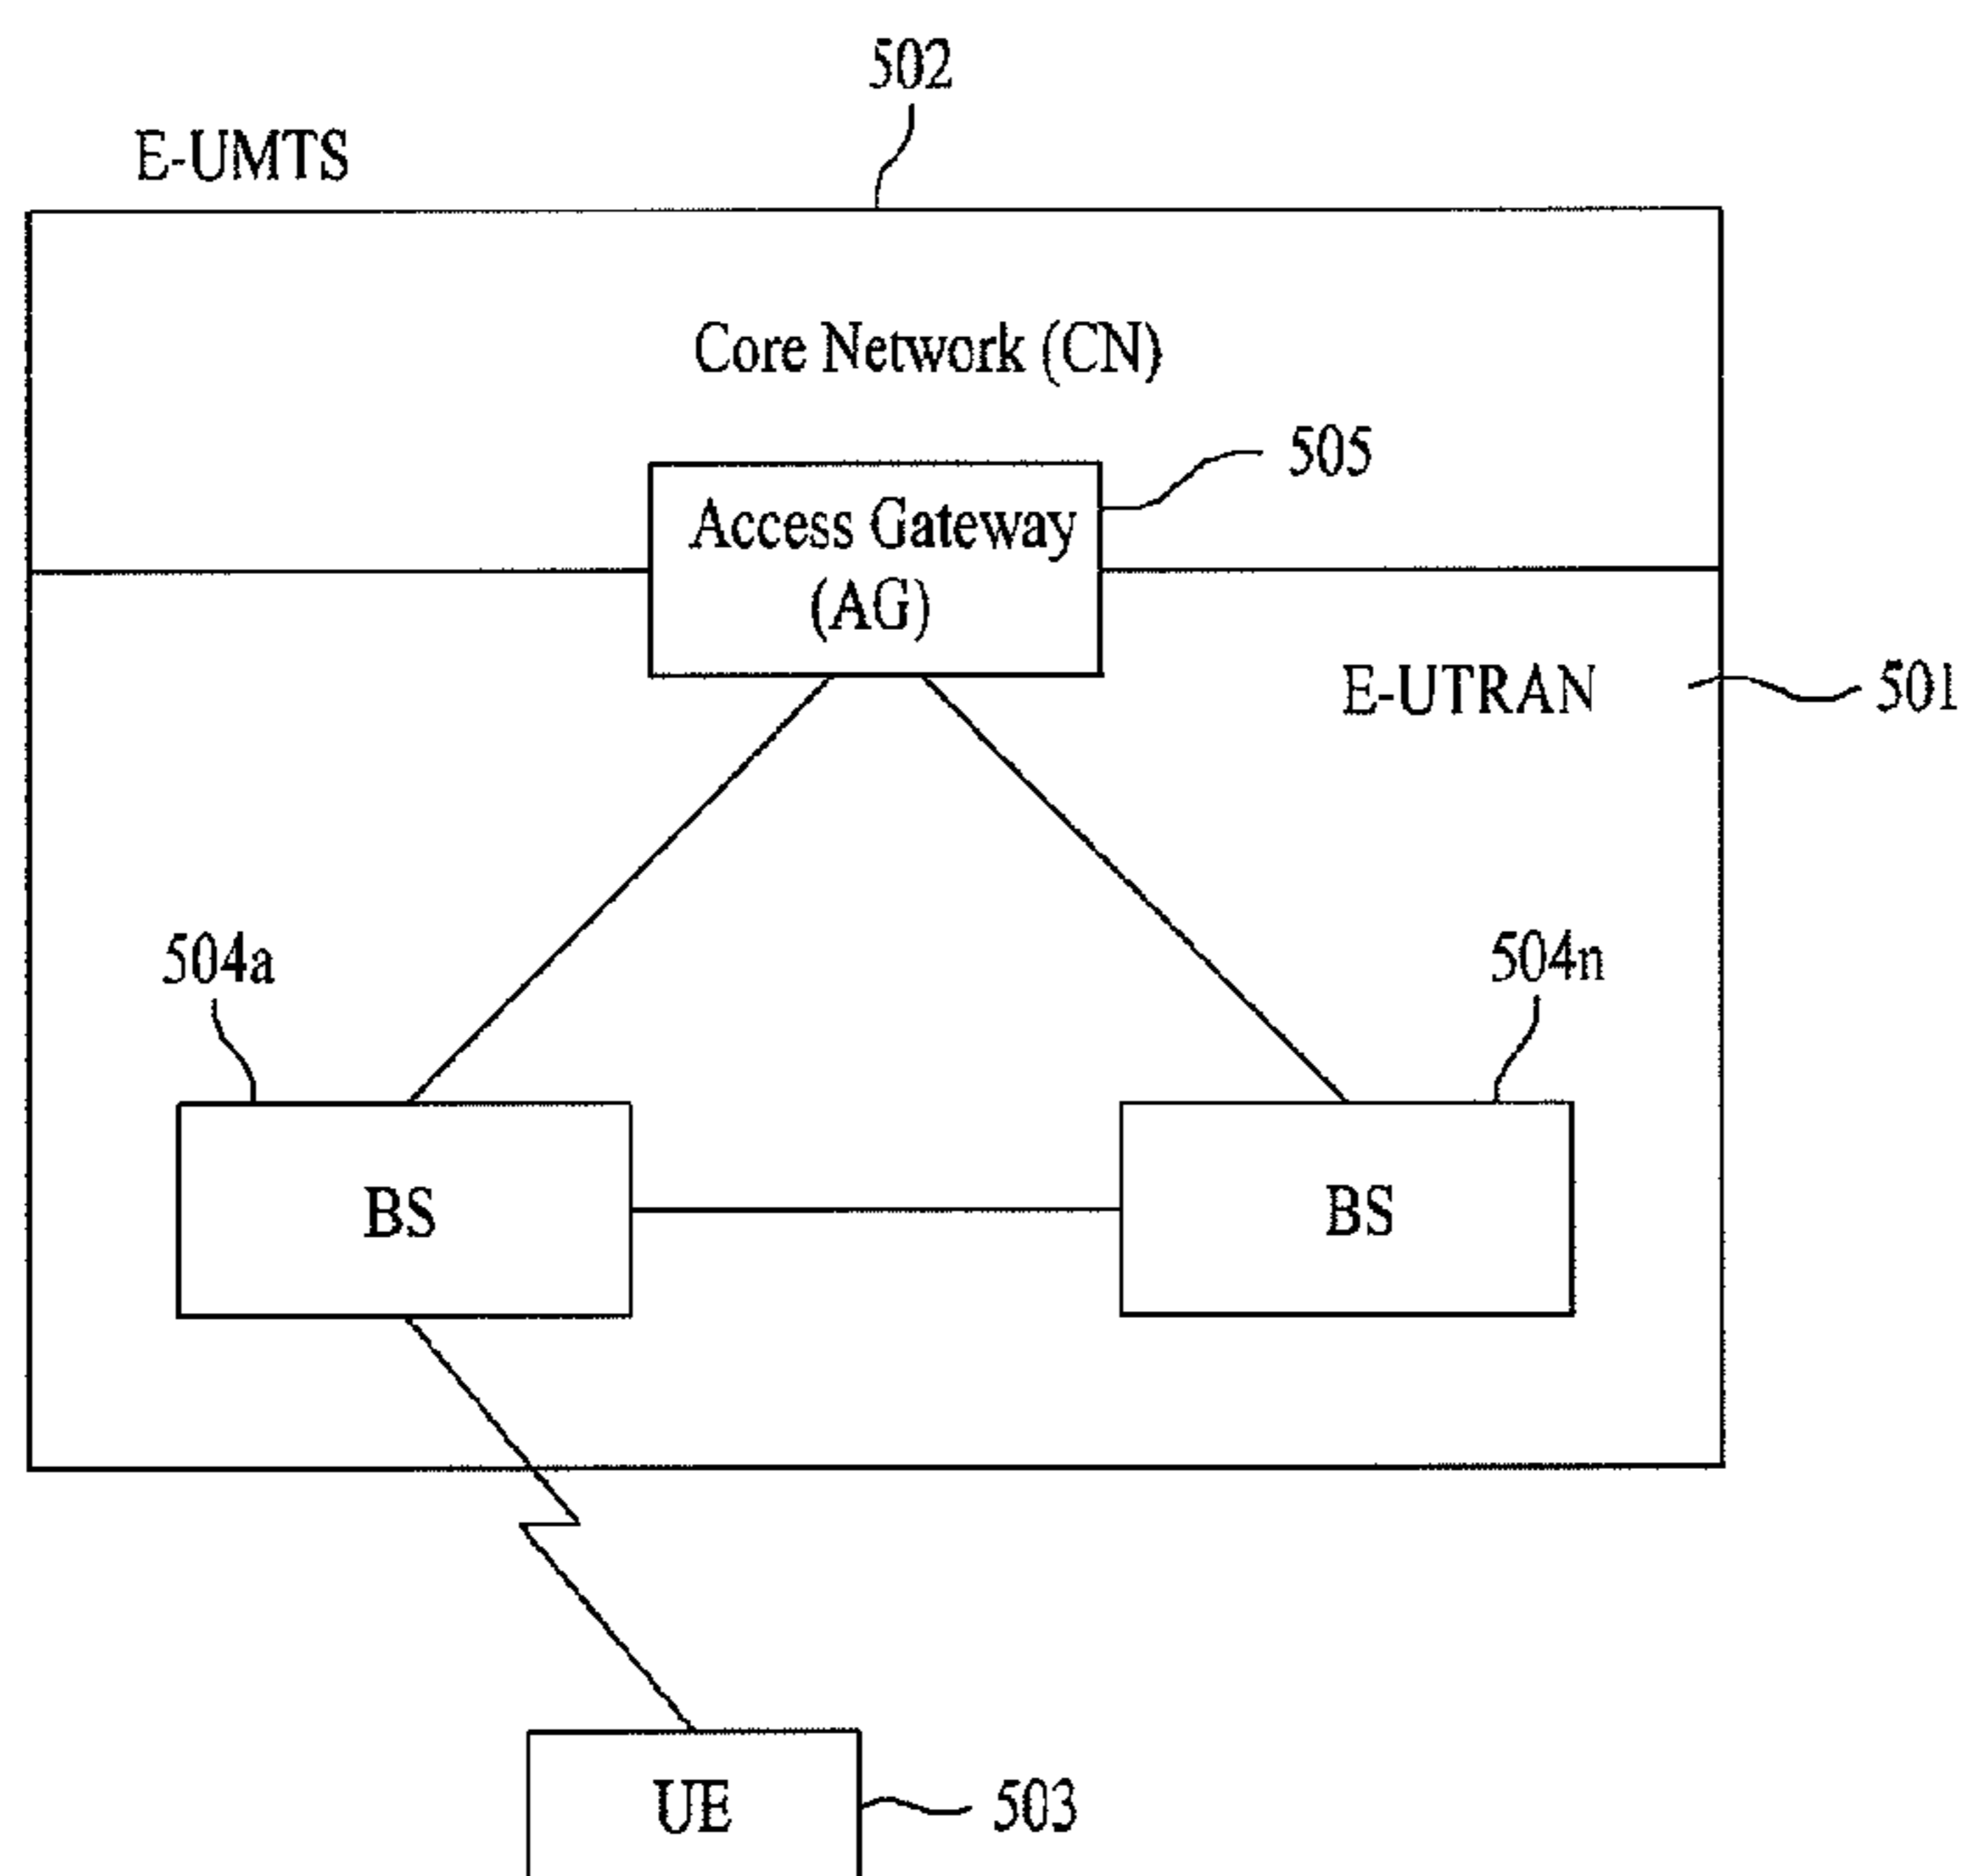 502
E-UMTS
Core Network (CN)
505
Access Gateway
(AG)
E-UTRAN
501
504a
504n
BS
BS
UE
503